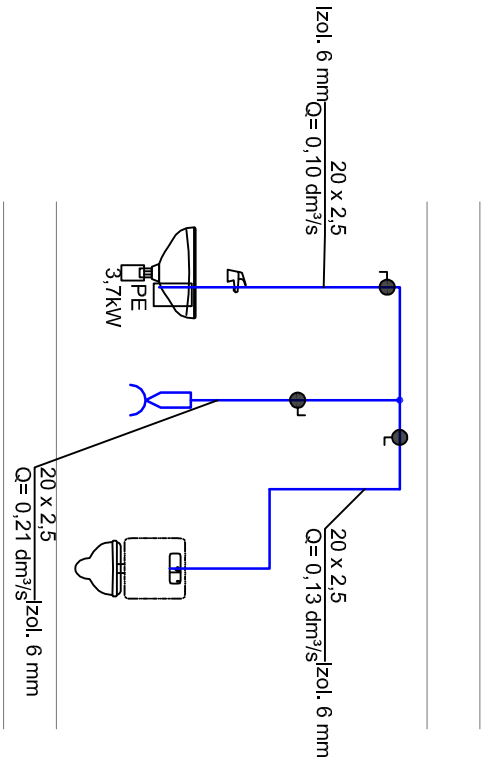 20 x 2,5
Q= 0,10 dm³/s
Izol. 6 mm
PE
3,7kW
20 x 2,5
Q= 0,13 dm³/s
Izol. 6 mm
20 x 2,5
Q= 0,21 dm³/s
Izol. 6 mm